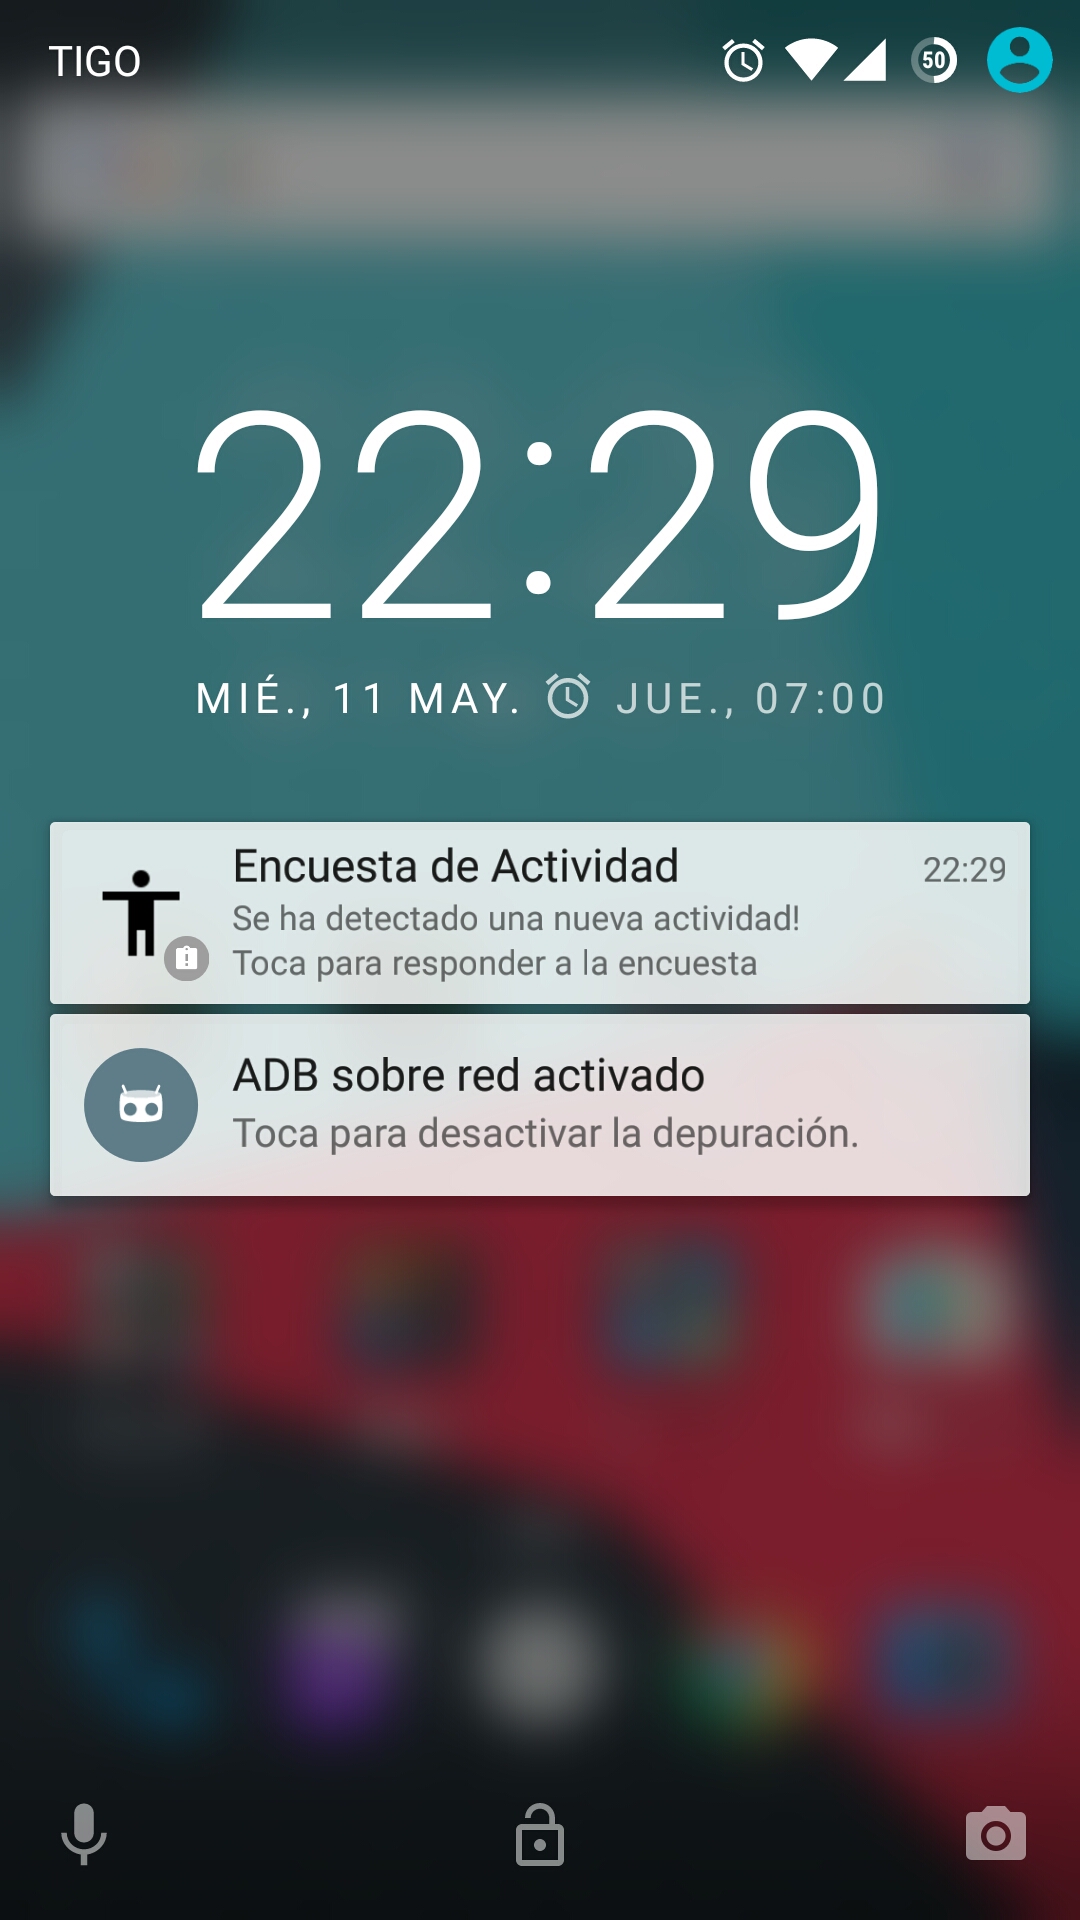 TIGO
50
22:29
MIÉ., 11 MAY. JUE., 07:00
Encuesta de Actividad 22:29
Se ha detectado una nueva actividad!
Toca para responder a la encuesta
ADB sobre red activado
Toca para desactivar la depuración.